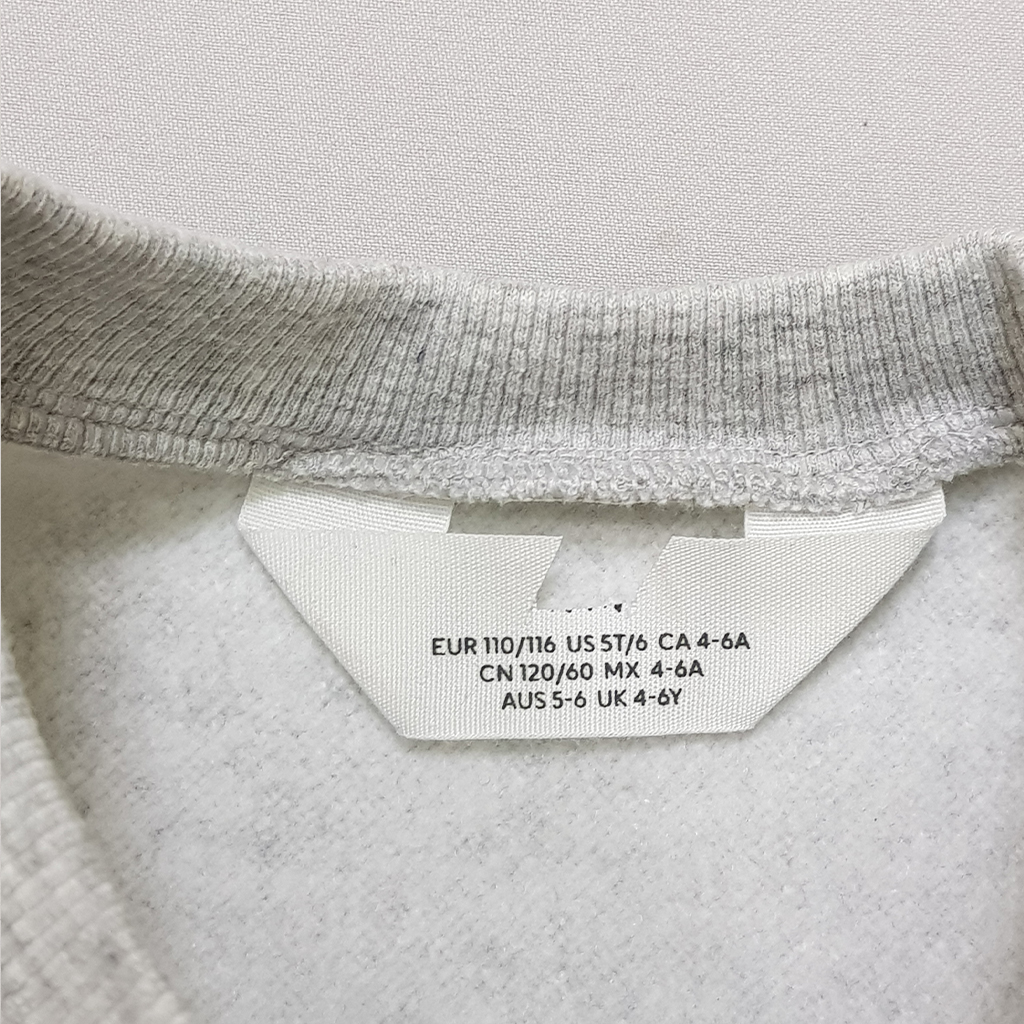 EUR 110/116 US 5T/6 CA 4-6A
CN 120/60 MX 4-6A
AUS 5-6 UK 4-6Y